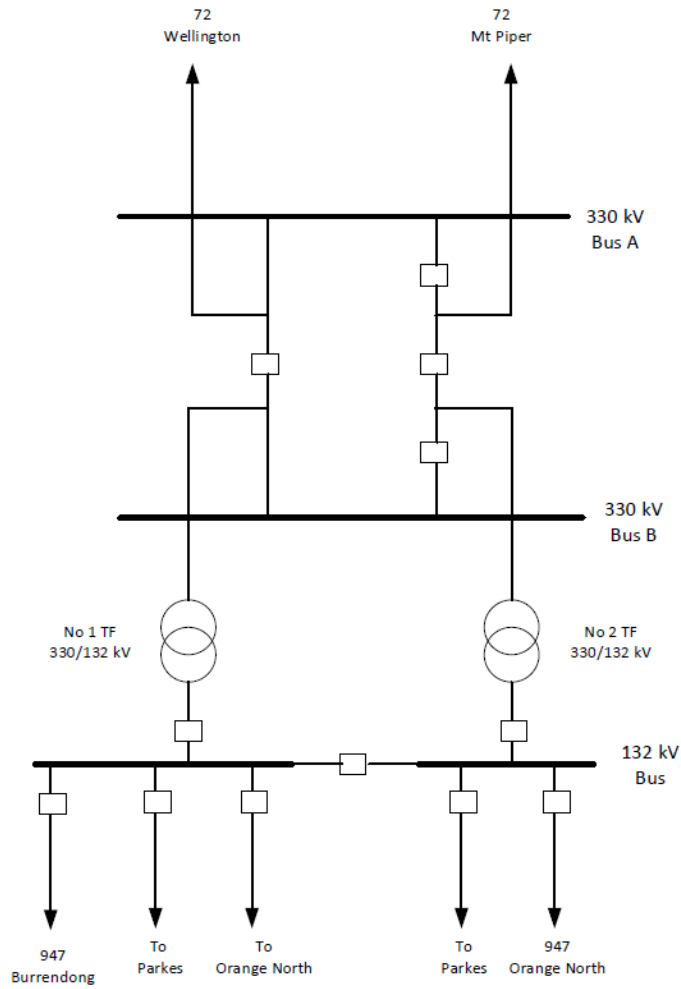 72
Wellington
72
Mt Piper
330 kV
Bus A
330 kV
Bus B
No 1 TF
330/132 kV
No 2 TF
330/132 kV
132 kV
Bus
947
Burrendong
To
Parkes
To
Orange North
To
Parkes
947
Orange North